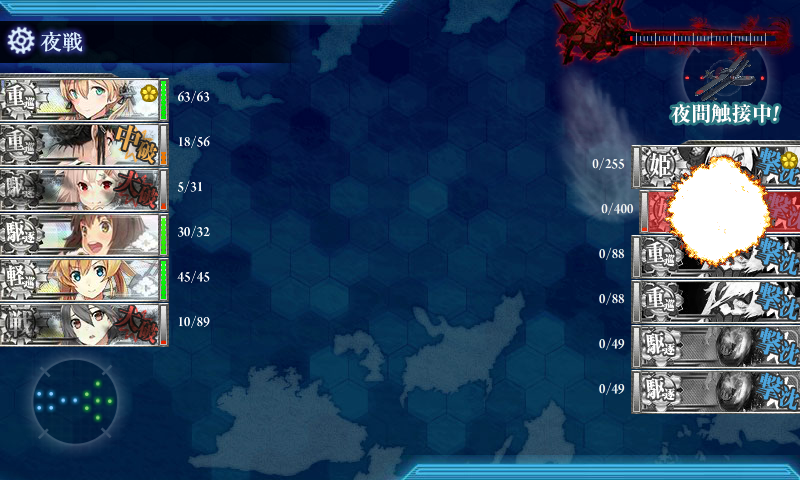 夜戦
夜間触接中!
重巡
63/63
重巡
中破
18/56
駆逐
大破
5/31
駆逐
30/32
軽巡
45/45
戦
大破
10/89
0/255
姫
撃沈
0/400
撃沈
0/88
重巡
撃沈
0/88
重巡
撃沈
0/49
駆逐
撃沈
0/49
駆逐
撃沈